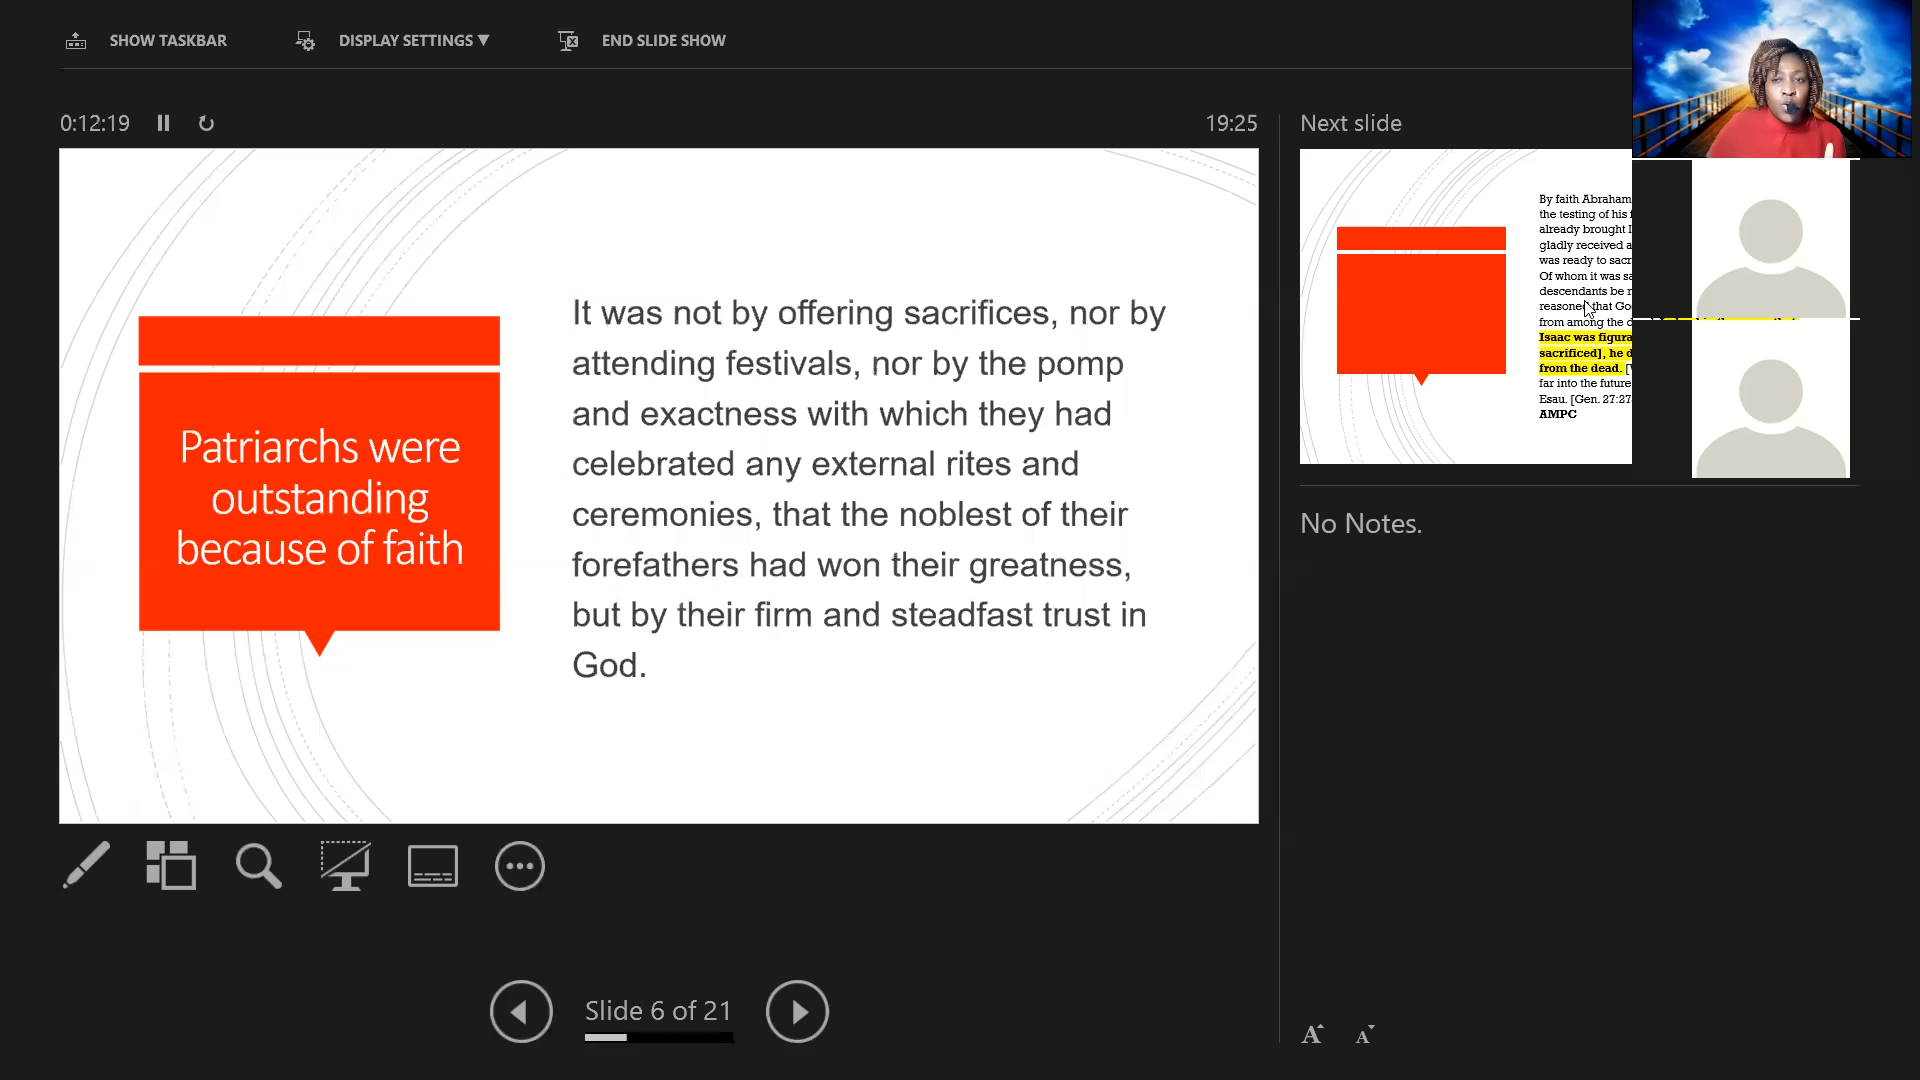 SHOW TASKBAR
DISPLAY SETTINGS ▼
END SLIDE SHOW
0:12:19
19:25
Next slide
Patriarchs were
outstanding
because of faith
It was not by offering sacrifices, nor by
attending festivals, nor by the pomp
and exactness with which they had
celebrated any external rites and
ceremonies, that the noblest of their
forefathers had won their greatness,
but by their firm and steadfast trust in
God.
By faith Abraham,
the testing of his
already brought
gladly received
was ready to
Of whom it was
descendants be
reasoned that
from among the
Isaac was
sacrificed], he
from the dead.
far into the future
Esau. [Gen. 27:27
AMPC
No Notes.
Slide 6 of 21
A A